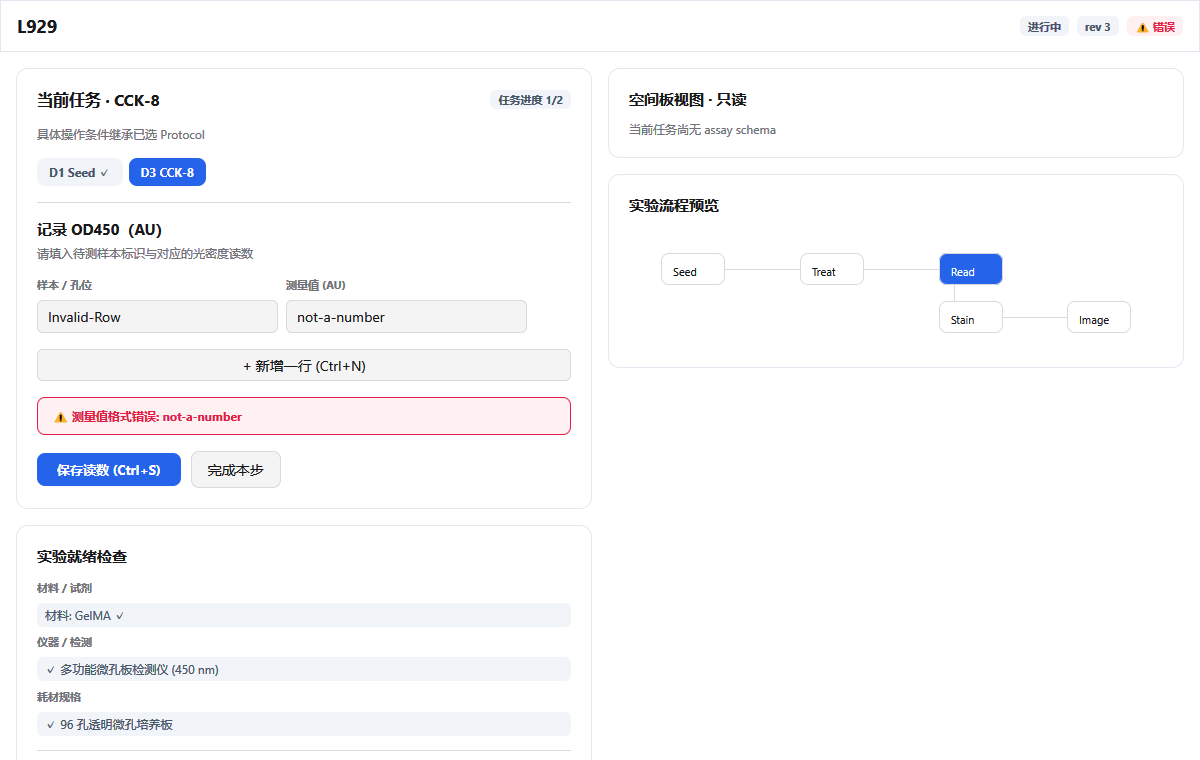 L929
进行中
rev 3
⚠ 错误
当前任务 · CCK-8
任务进度 1/2
具体操作条件继承已选 Protocol
D1 Seed ✓
D3 CCK-8
记录 OD450（AU)
请填入待测样本标识与对应的光密度读数
样本 / 孔位
测量值 (AU)
Invalid-Row
not-a-number
+ 新增一行 (Ctrl+N)
⚠ 测量值格式错误: not-a-number
保存读数 (Ctrl+S)
完成本步
实验就绪检查
材料 / 试剂
材料: GelMA ✓
仪器 / 检测
✓ 多功能微孔板检测仪 (450 nm)
耗材规格
✓ 96 孔透明微孔培养板
空间板视图 · 只读
当前任务尚无 assay schema
实验流程预览
Seed
Treat
Read
Stain
Image